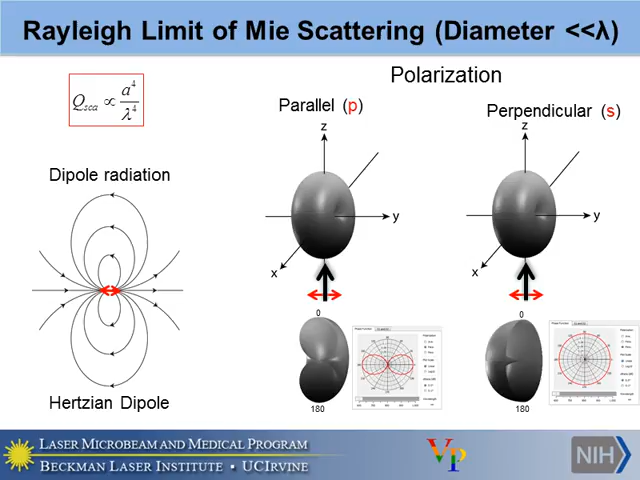 Rayleigh Limit of Mie Scattering (Diameter <<λ)
Polarization
Q_sca ∝ a^4 / λ^4
Parallel (p)
Perpendicular (s)
z
z
Dipole radiation
y
y
x
x
0
0
180
180
Hertzian Dipole
LASER MICROBEAM AND MEDICAL PROGRAM
BECKMAN LASER INSTITUTE • UCIRVINE
VP
NIH